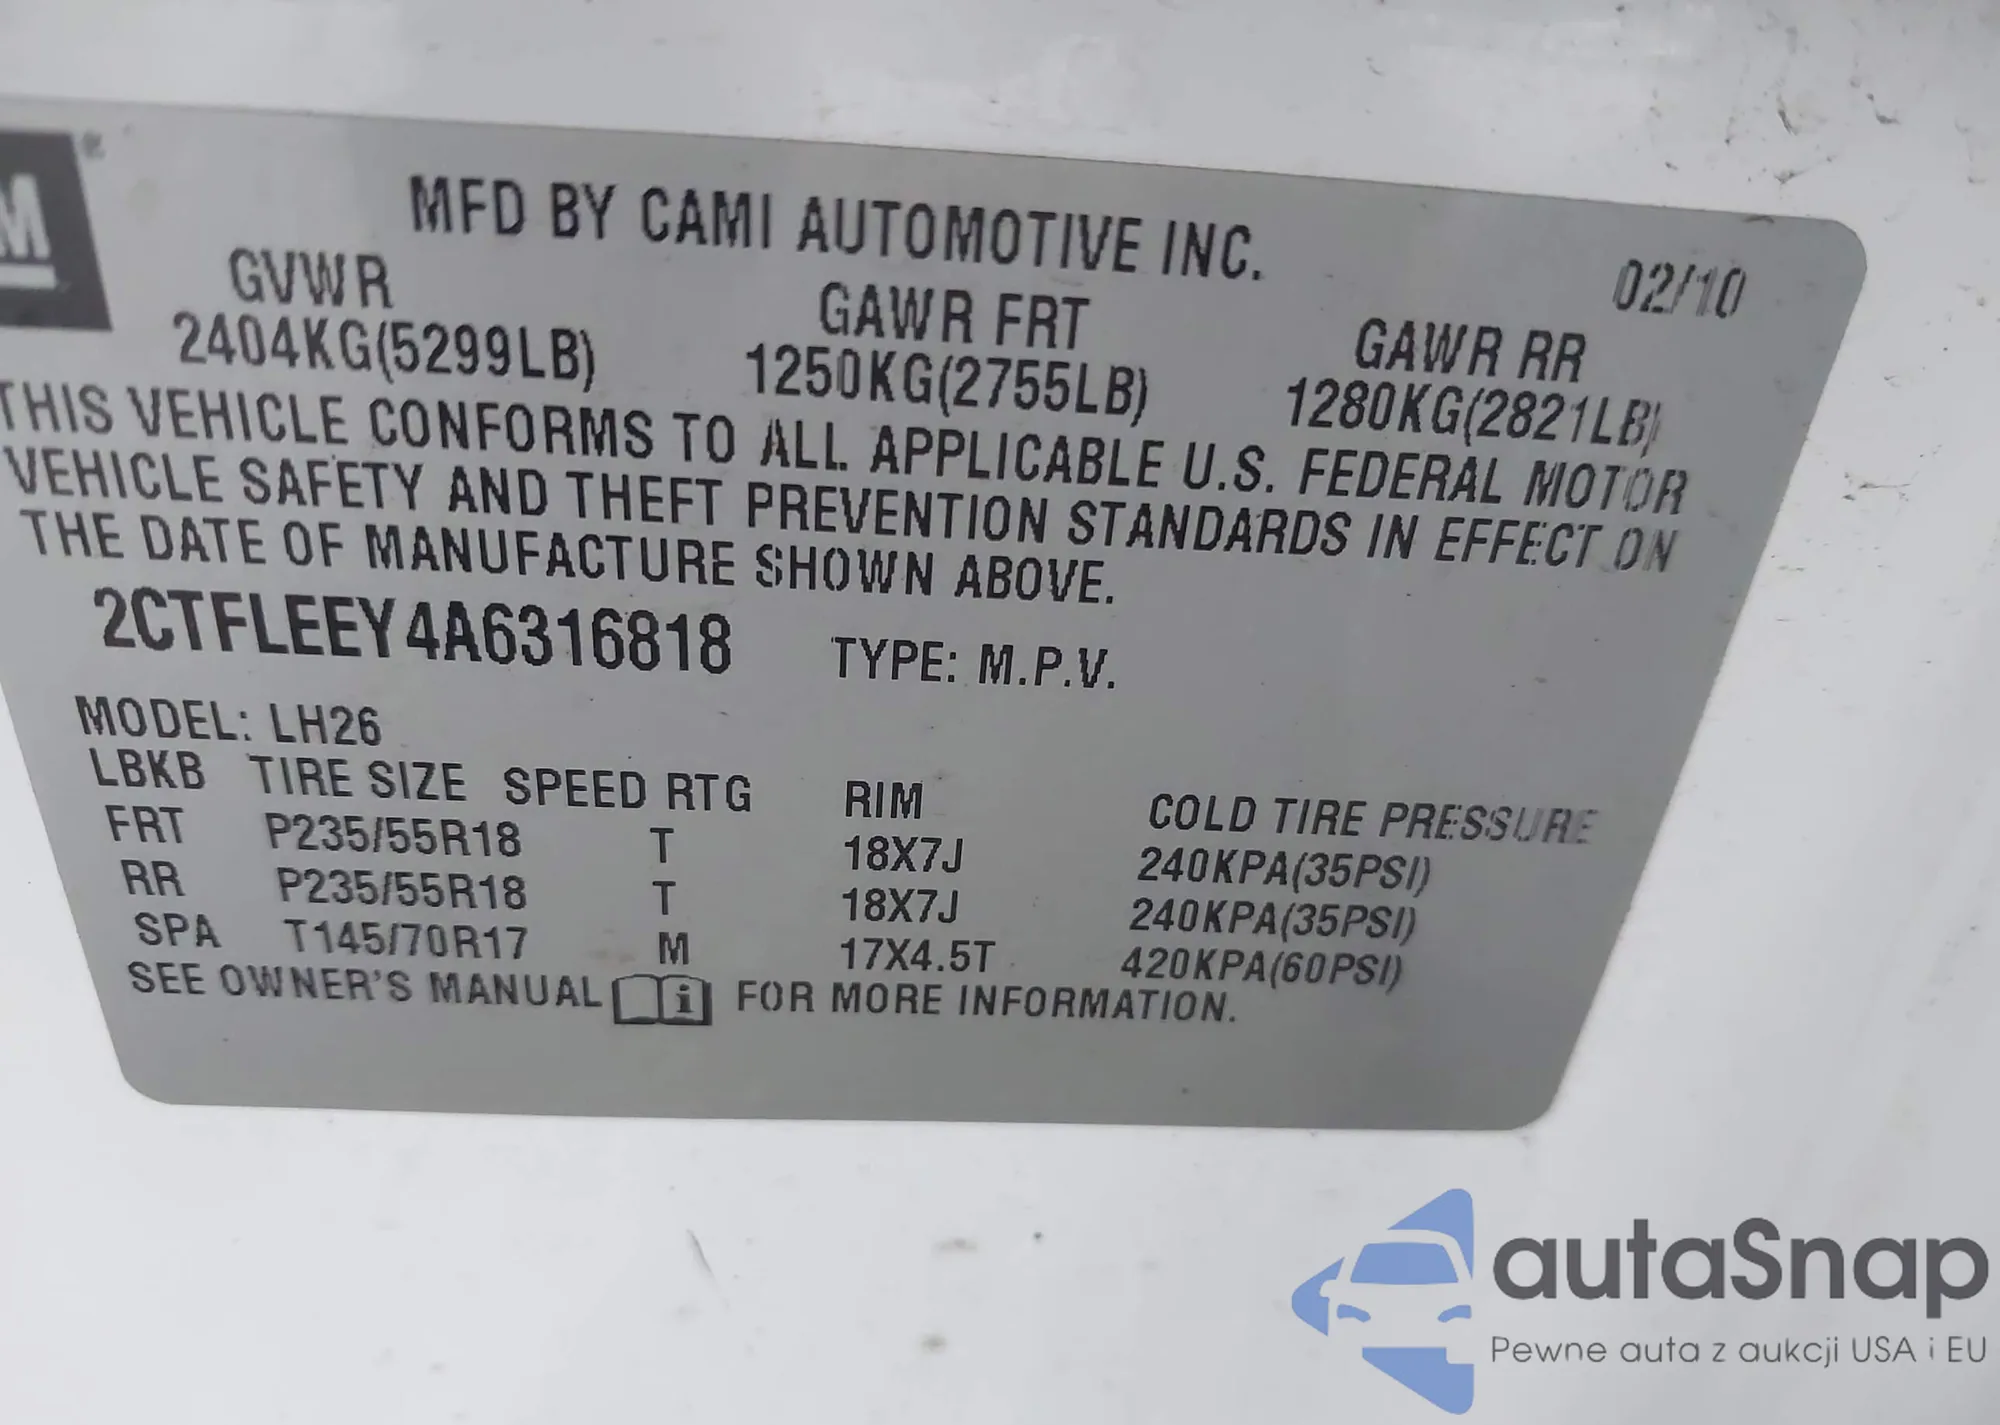 M
MFD BY CAMI AUTOMOTIVE INC.
02/10
GVWR GAWR FRT GAWR RR
2404KG(5299LB) 1250KG(2755LB) 1280KG(2821LB)
THIS VEHICLE CONFORMS TO ALL APPLICABLE U.S. FEDERAL MOTOR
VEHICLE SAFETY AND THEFT PREVENTION STANDARDS IN EFFECT ON
THE DATE OF MANUFACTURE SHOWN ABOVE.
2CTFLEEY4A6316818 TYPE: M.P.V.
MODEL: LH26
LBKB TIRE SIZE SPEED RTG RIM COLD TIRE PRESSURE
FRT P235/55R18 T 18X7J 240KPA(35PSI)
RR P235/55R18 T 18X7J 240KPA(35PSI)
SPA T145/70R17 M 17X4.5T 420KPA(60PSI)
SEE OWNER'S MANUAL i FOR MORE INFORMATION.
autaSnap
Pewne auta z aukcji USA i EU